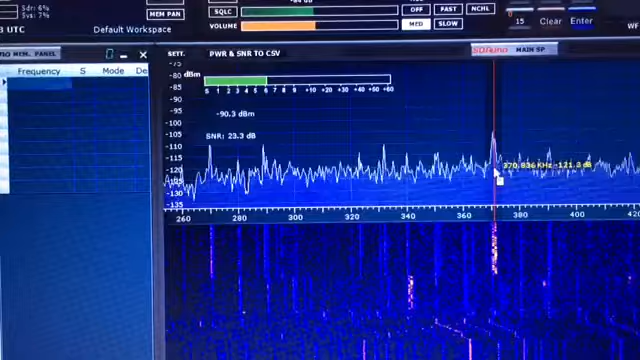 Sdr: 6%
Sys: 7%
UTC
MEM PAN
Default Workspace
SQLC
VOLUME
OFF
FAST
NCHL
MED
SLOW
15
Clear
Enter
MEM. PANEL
Frequency S Mode De
SETT.
PWR & SNR TO CSV
SDRuno
MAIN SP
dBm
S 1 2 3 4 5 6 7 8 9 +10 +20 +30 +40 +50 +60
-90.3 dBm
SNR: 23.3 dB
-75
-80
-85
-90
-95
-100
-105
-110
-115
-120
-125
-130
-135
370.836 KHz -121.3 dB
260 280 300 320 340 360 380 400 42